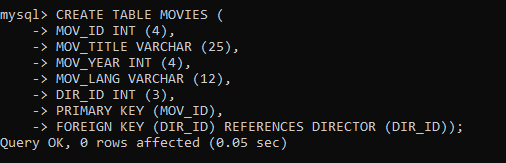 mysql> CREATE TABLE MOVIES (
    -> MOV_ID INT (4),
    -> MOV_TITLE VARCHAR (25),
    -> MOV_YEAR INT (4),
    -> MOV_LANG VARCHAR (12),
    -> DIR_ID INT (3),
    -> PRIMARY KEY (MOV_ID),
    -> FOREIGN KEY (DIR_ID) REFERENCES DIRECTOR (DIR_ID));
Query OK, 0 rows affected (0.05 sec)